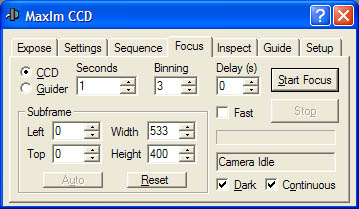 MaxIm CCD
Expose Settings Sequence Focus Inspect Guide Setup
CCD
Guider
Seconds
1
Binning
3
Delay (s)
0
Start Focus
Fast
Stop
Subframe
Left 0 Width 533
Top 0 Height 400
Auto Reset
Camera Idle
Dark Continuous